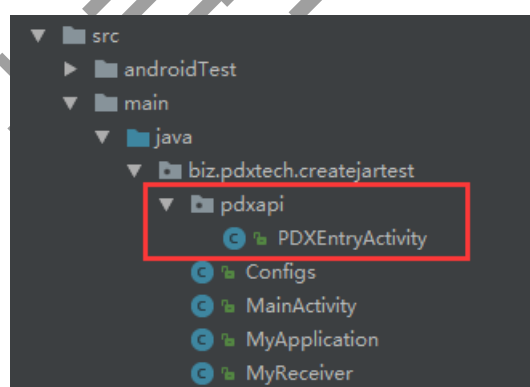 src
androidTest
main
java
biz.pdxtech.createjartest
pdxapi
PDXEntryActivity
Configs
MainActivity
MyApplication
MyReceiver